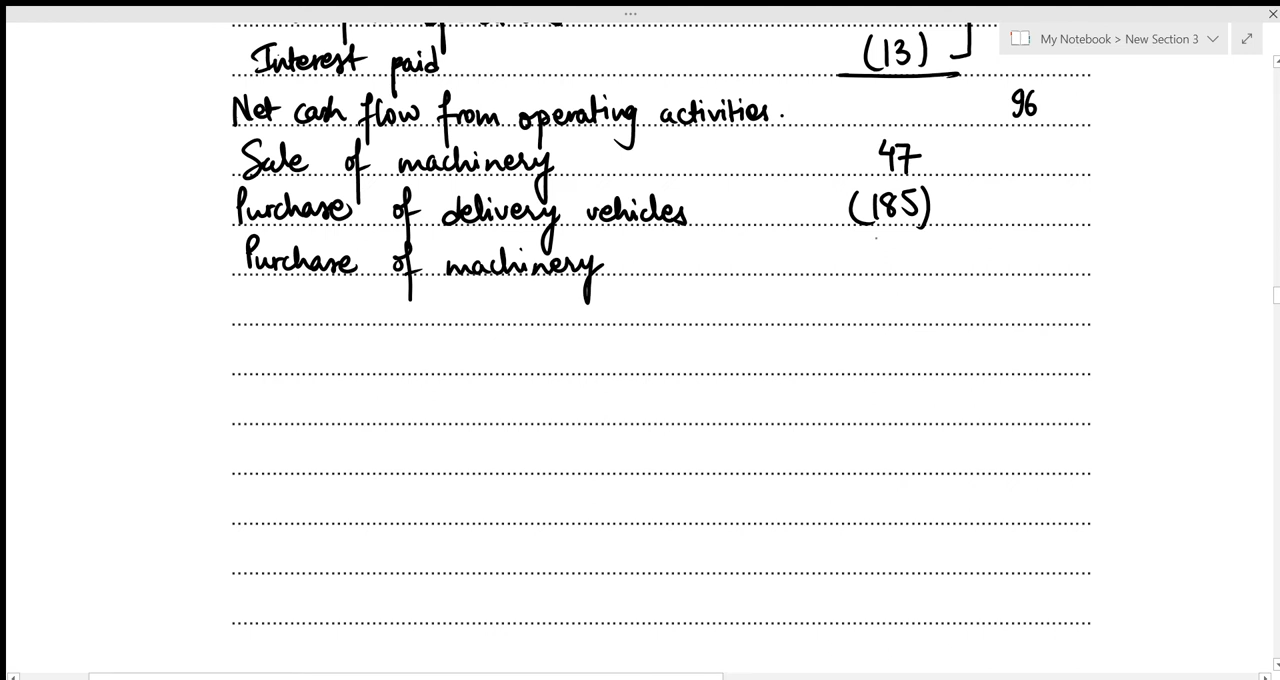 My Notebook > New Section 3
Interest paid (13)
Net cash flow from operating activities. 96
Sale of machinery 47
Purchase of delivery vehicles (185)
Purchase of machinery